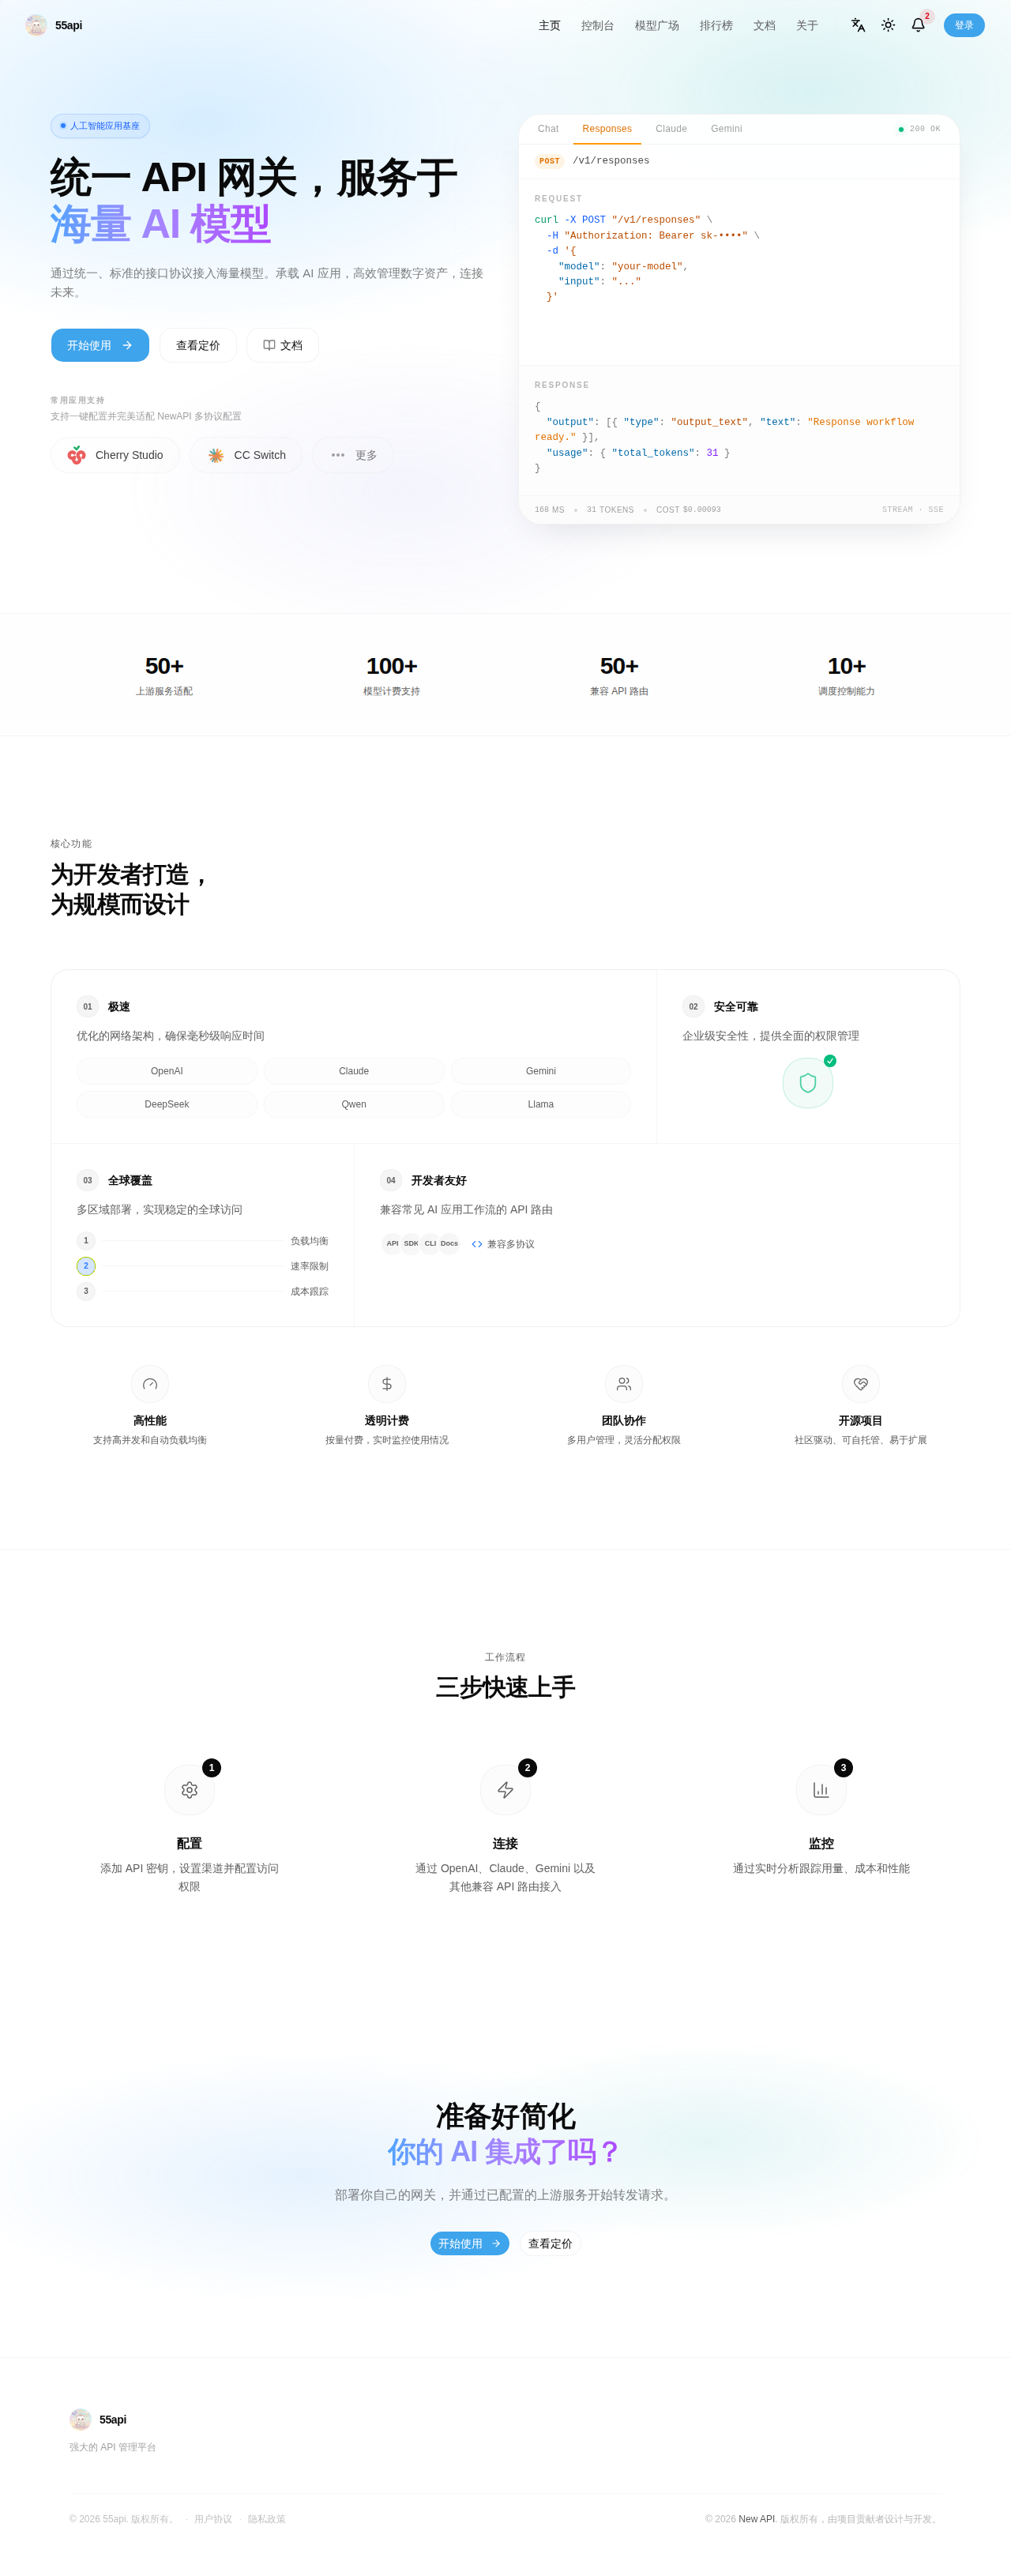 55api
主页 控制台 模型广场 排行榜 文档 关于 2 登录
人工智能应用基座
统一 API 网关，服务于
海量 AI 模型
通过统一、标准的接口协议接入海量模型。承载 AI 应用，高效管理数字资产，连接
未来。
开始使用 查看定价 文档
常用应用支持
支持一键配置并完美适配 NewAPI 多协议配置
Cherry Studio CC Switch 更多
Chat Responses Claude Gemini 200 OK
POST /v1/responses
REQUEST
curl -X POST "/v1/responses" \
-H "Authorization: Bearer sk-••••" \
-d '{
"model": "your-model",
"input": "..."
}'
RESPONSE
{
"output": [{ "type": "output_text", "text": "Response workflow
ready." }],
"usage": { "total_tokens": 31 }
}
168 MS • 31 TOKENS • COST $0.00093 STREAM · SSE
50+ 100+ 50+ 10+
上游服务适配 模型计费支持 兼容 API 路由 调度控制能力
核心功能
为开发者打造，
为规模而设计
01 极速
优化的网络架构，确保毫秒级响应时间
OpenAI Claude Gemini
DeepSeek Qwen Llama
02 安全可靠
企业级安全性，提供全面的权限管理
03 全球覆盖
多区域部署，实现稳定的全球访问
1 负载均衡
2 速率限制
3 成本跟踪
04 开发者友好
兼容常见 AI 应用工作流的 API 路由
API SDK CLI Docs 兼容多协议
高性能 透明计费 团队协作 开源项目
支持高并发和自动负载均衡 按量付费，实时监控使用情况 多用户管理，灵活分配权限 社区驱动、可自托管、易于扩展
工作流程
三步快速上手
1 2 3
配置 连接 监控
添加 API 密钥，设置渠道并配置访问
权限
通过 OpenAI、Claude、Gemini 以及
其他兼容 API 路由接入
通过实时分析跟踪用量、成本和性能
准备好简化
你的 AI 集成了吗？
部署你自己的网关，并通过已配置的上游服务开始转发请求。
开始使用 查看定价
55api
强大的 API 管理平台
© 2026 55api. 版权所有。 · 用户协议 · 隐私政策
© 2026 New API. 版权所有，由项目贡献者设计与开发。